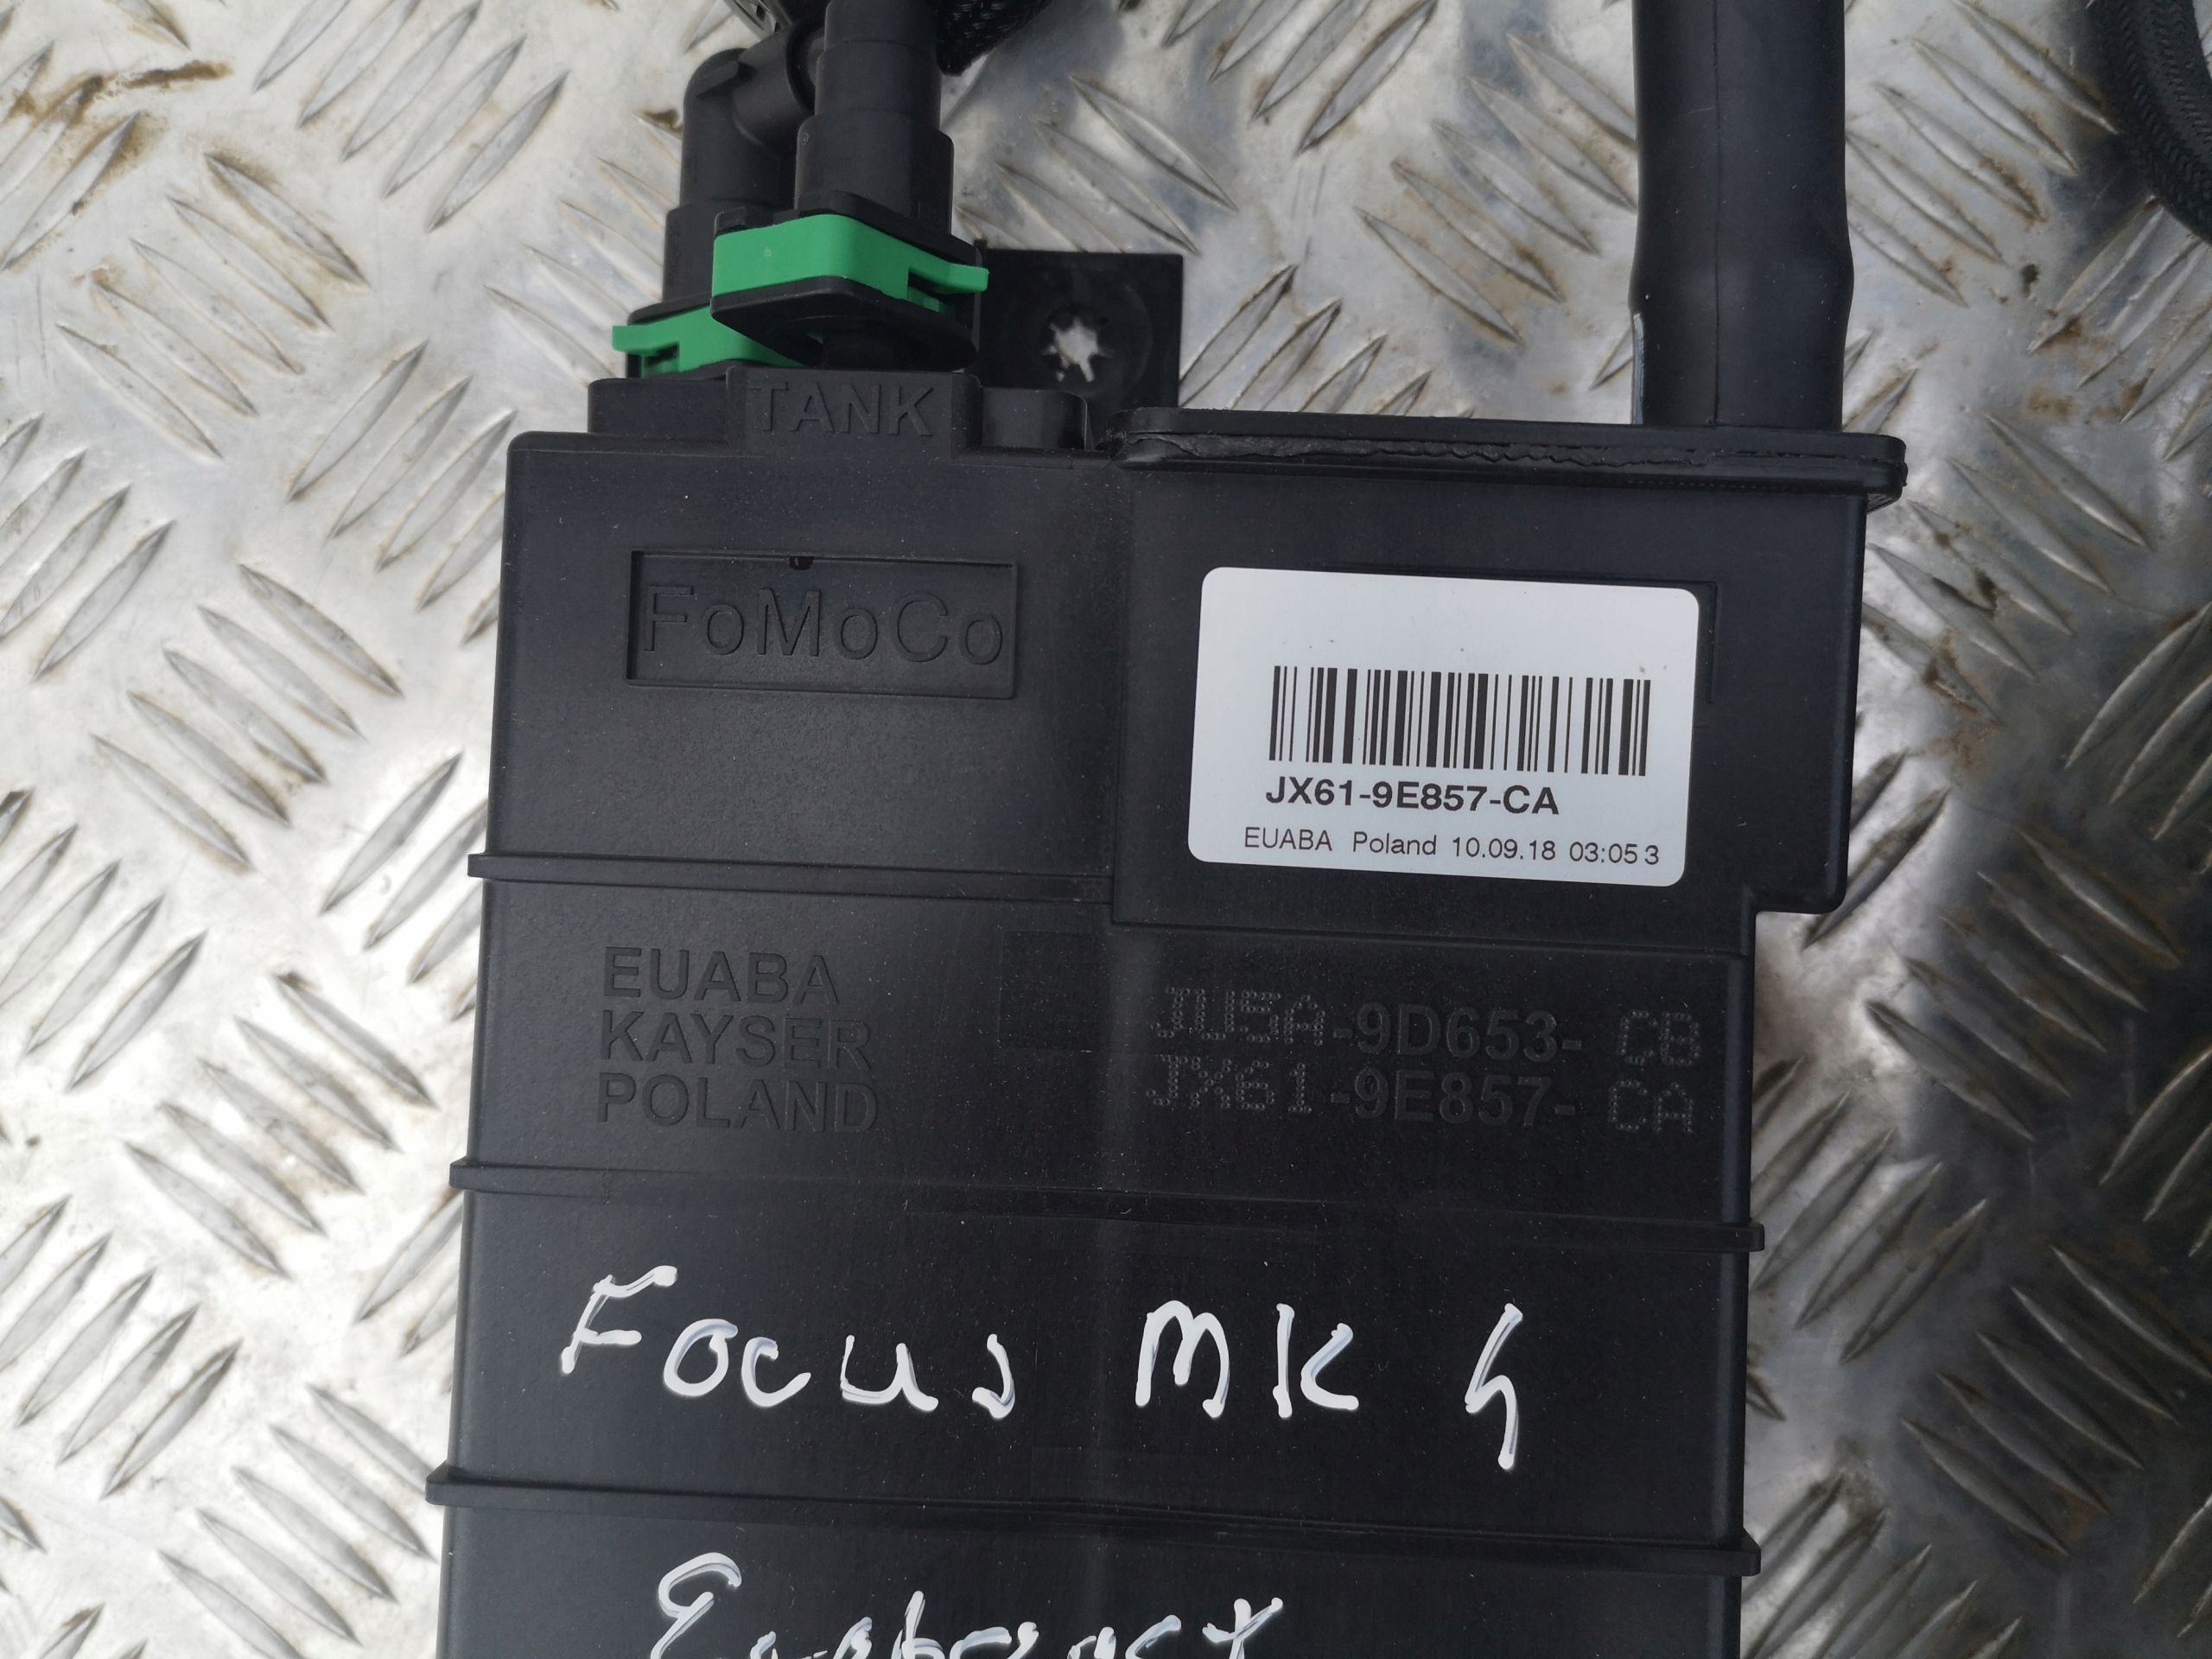 TANK
FoMoCo
JX61-9E857-CA
EUABA Poland 10.09.18 03:05 3
EUABA
KAYSER
POLAND
JU5A-9D653- CB
JX61-9E857- CA
Focus MK 4